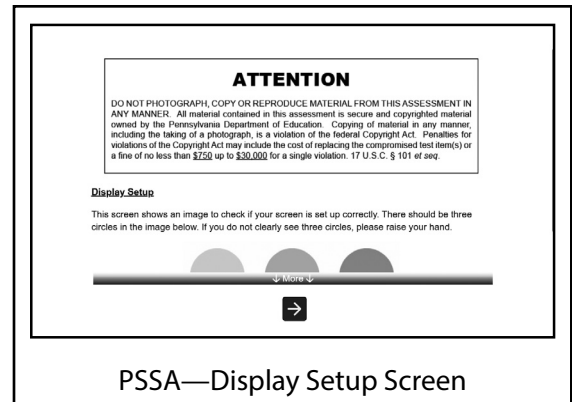 ATTENTION
DO NOT PHOTOGRAPH, COPY OR REPRODUCE MATERIAL FROM THIS ASSESSMENT IN
ANY MANNER. All material contained in this assessment is secure and copyrighted material
owned by the Pennsylvania Department of Education. Copying of material in any manner,
including the taking of a photograph, is a violation of the federal Copyright Act. Penalties for
violations of the Copyright Act may include the cost of replacing the compromised test item(s) or
a fine of no less than $750 up to $30,000 for a single violation. 17 U.S.C. § 101 et seq.
Display Setup
This screen shows an image to check if your screen is set up correctly. There should be three
circles in the image below. If you do not clearly see three circles, please raise your hand.
↓ More ↓
PSSA—Display Setup Screen